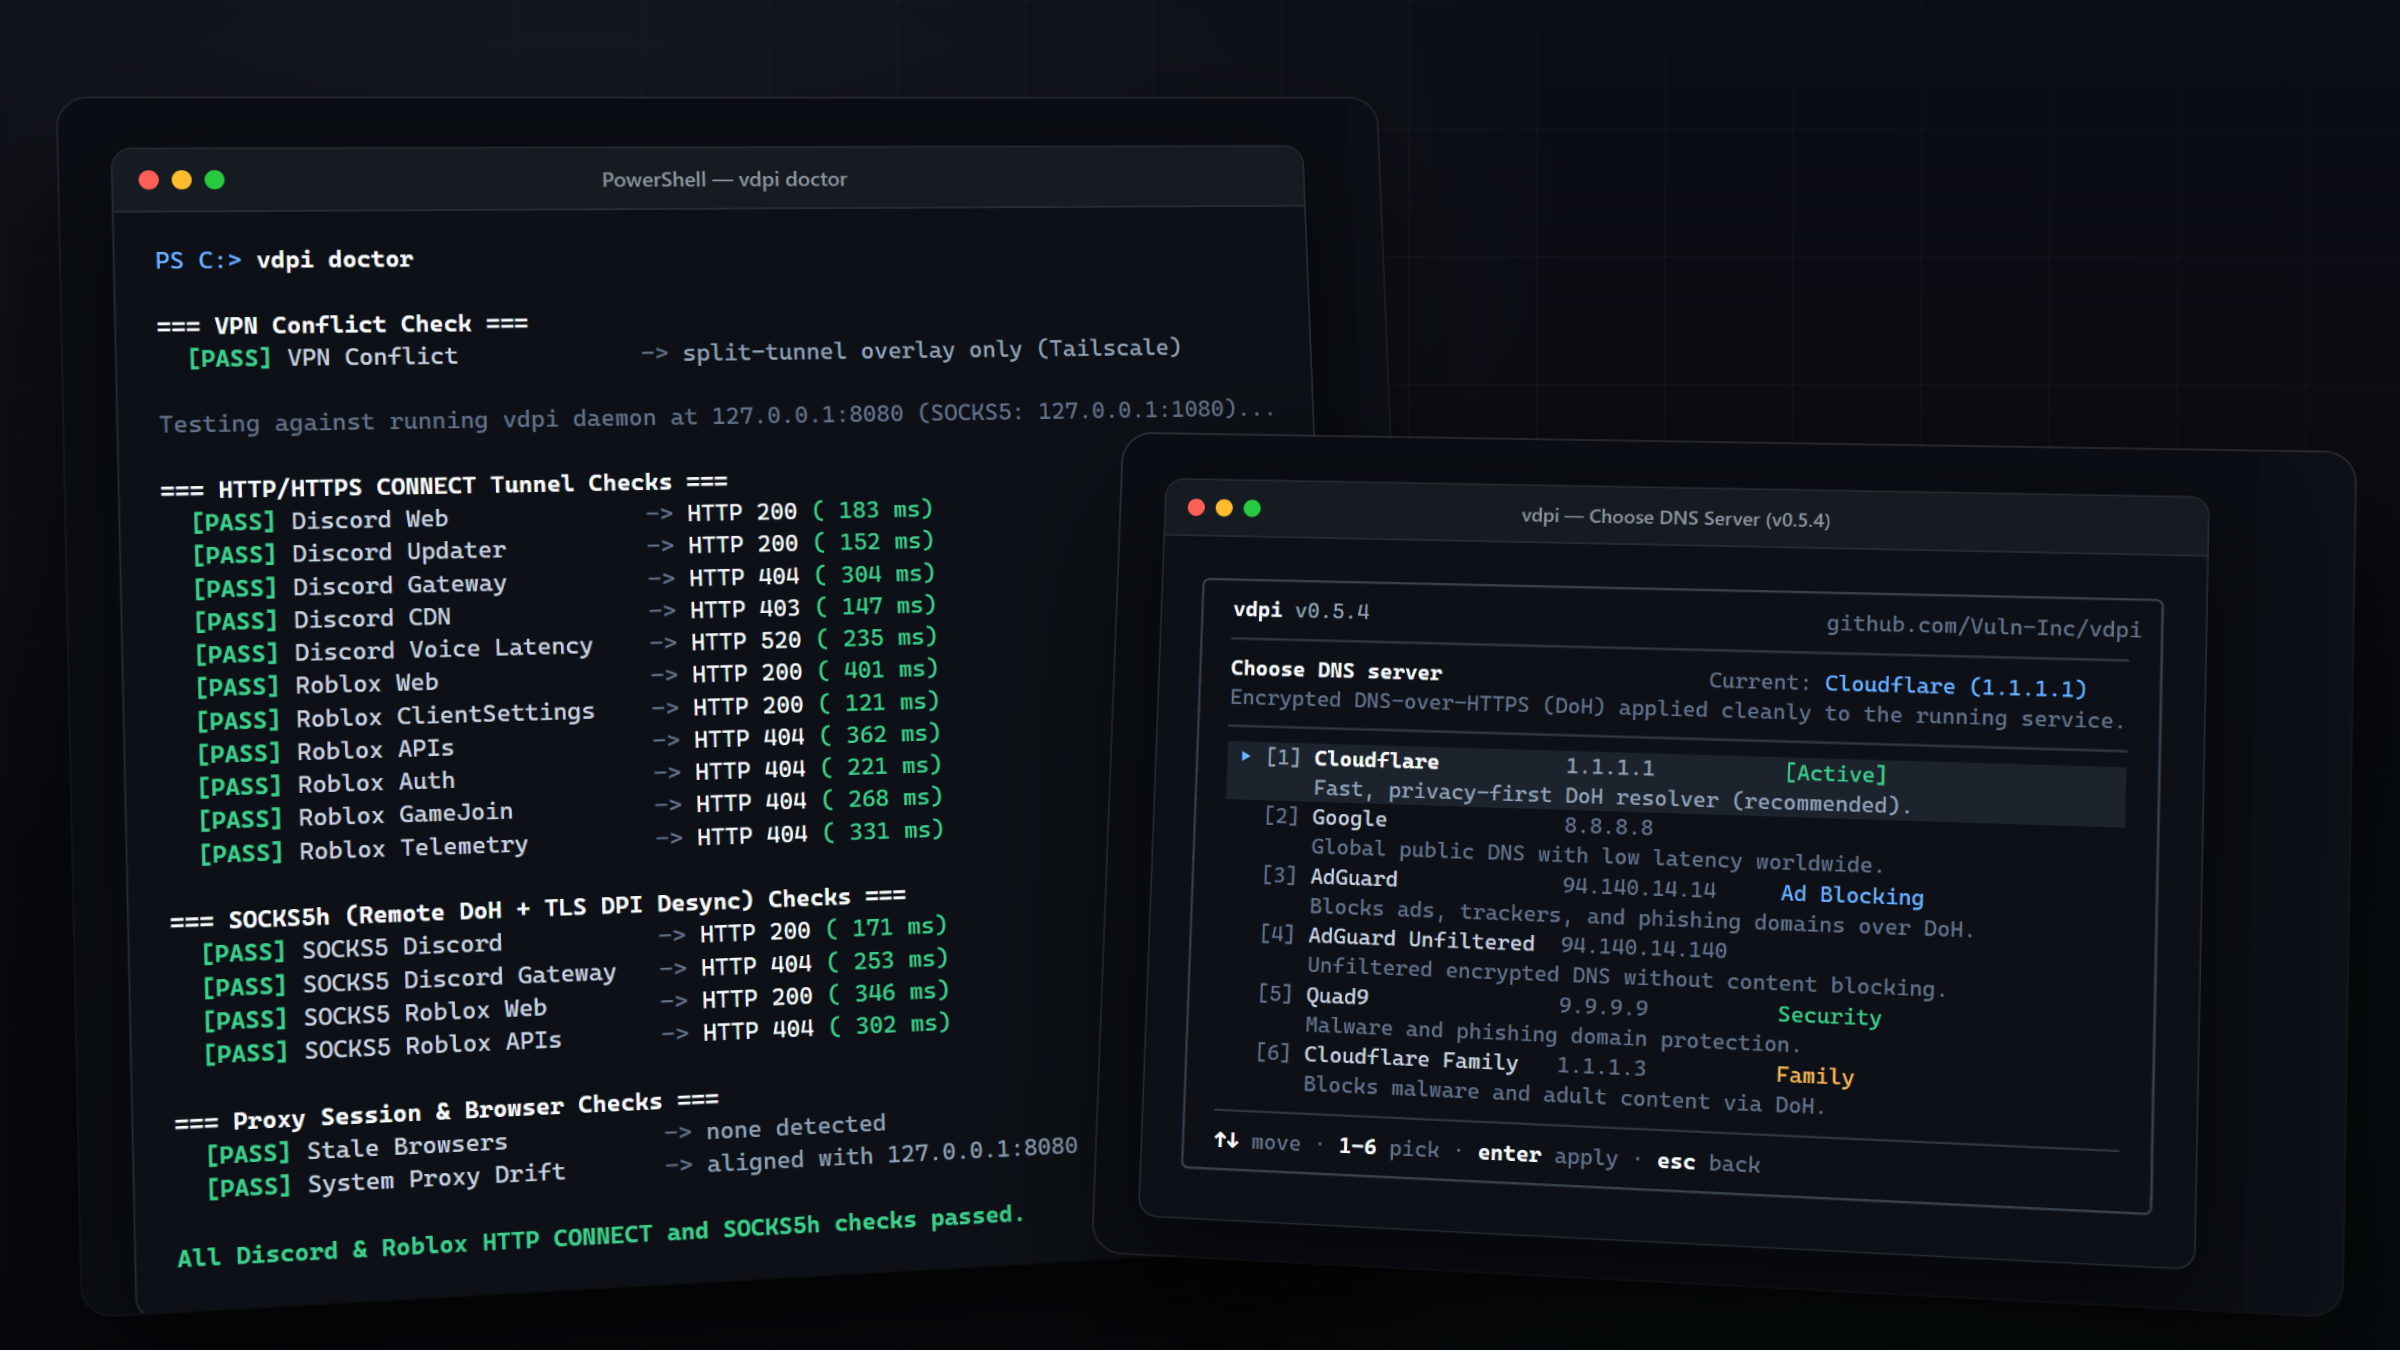 PowerShell — vdpi doctor
PS C:> vdpi doctor
=== VPN Conflict Check ===
[PASS] VPN Conflict -> split-tunnel overlay only (Tailscale)
Testing against running vdpi daemon at 127.0.0.1:8080 (SOCKS5: 127.0.0.1:1080)...
=== HTTP/HTTPS CONNECT Tunnel Checks ===
[PASS] Discord Web -> HTTP 200 ( 183 ms)
[PASS] Discord Updater -> HTTP 200 ( 152 ms)
[PASS] Discord Gateway -> HTTP 404 ( 304 ms)
[PASS] Discord CDN -> HTTP 403 ( 147 ms)
[PASS] Discord Voice Latency -> HTTP 520 ( 235 ms)
[PASS] Roblox Web -> HTTP 200 ( 401 ms)
[PASS] Roblox ClientSettings -> HTTP 200 ( 121 ms)
[PASS] Roblox APIs -> HTTP 404 ( 362 ms)
[PASS] Roblox Auth -> HTTP 404 ( 221 ms)
[PASS] Roblox GameJoin -> HTTP 404 ( 268 ms)
[PASS] Roblox Telemetry -> HTTP 404 ( 331 ms)
=== SOCKS5h (Remote DoH + TLS DPI Desync) Checks ===
[PASS] SOCKS5 Discord -> HTTP 200 ( 171 ms)
[PASS] SOCKS5 Discord Gateway -> HTTP 404 ( 253 ms)
[PASS] SOCKS5 Roblox Web -> HTTP 200 ( 346 ms)
[PASS] SOCKS5 Roblox APIs -> HTTP 404 ( 302 ms)
=== Proxy Session & Browser Checks ===
[PASS] Stale Browsers -> none detected
[PASS] System Proxy Drift -> aligned with 127.0.0.1:8080
All Discord & Roblox HTTP CONNECT and SOCKS5h checks passed.
vdpi — Choose DNS Server (v0.5.4)
vdpi v0.5.4 github.com/Vuln-Inc/vdpi
Choose DNS server Current: Cloudflare (1.1.1.1)
Encrypted DNS-over-HTTPS (DoH) applied cleanly to the running service.
▸ [1] Cloudflare 1.1.1.1 [Active]
Fast, privacy-first DoH resolver (recommended).
[2] Google 8.8.8.8
Global public DNS with low latency worldwide.
[3] AdGuard 94.140.14.14 Ad Blocking
Blocks ads, trackers, and phishing domains over DoH.
[4] AdGuard Unfiltered 94.140.14.140
Unfiltered encrypted DNS without content blocking.
[5] Quad9 9.9.9.9 Security
Malware and phishing domain protection.
[6] Cloudflare Family 1.1.1.3 Family
Blocks malware and adult content via DoH.
↑↓ move · 1-6 pick · enter apply · esc back